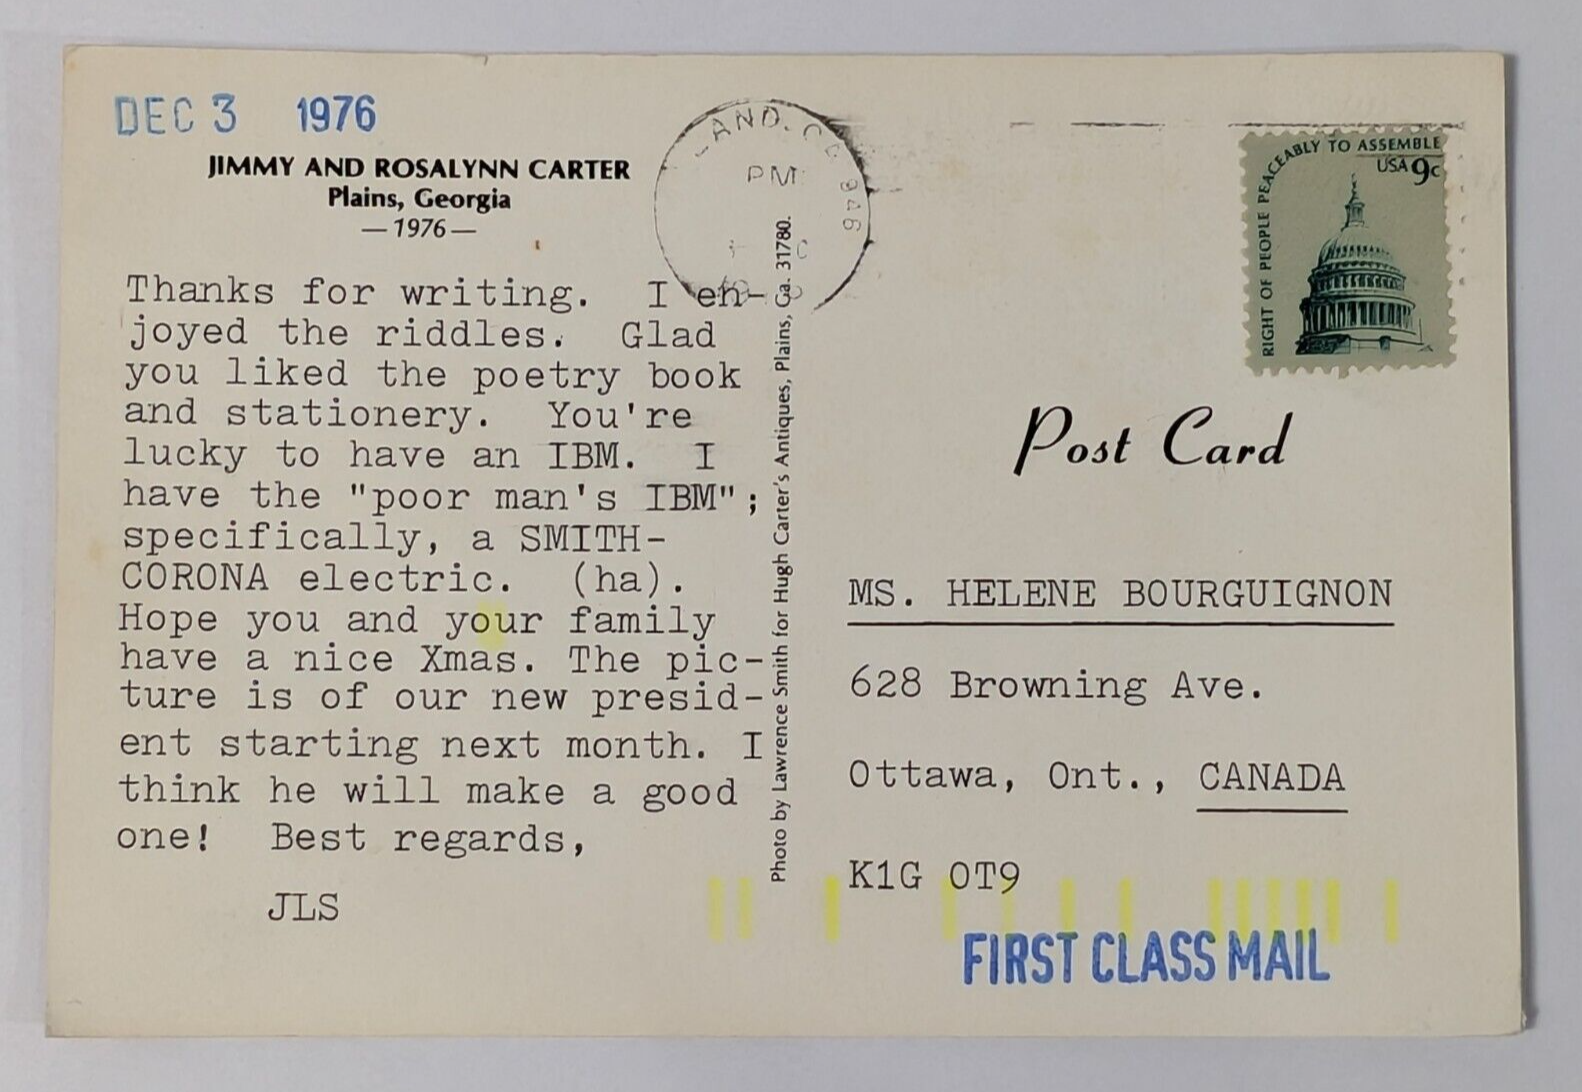 DEC 3 1976
JIMMY AND ROSALYNN CARTER
Plains, Georgia
—1976—
Thanks for writing. I en-
joyed the riddles. Glad
you liked the poetry book
and stationery. You're
lucky to have an IBM. I
have the "poor man's IBM";
specifically, a SMITH-
CORONA electric. (ha).
Hope you and your family
have a nice Xmas. The pic-
ture is of our new presid-
ent starting next month. I
think he will make a good
one! Best regards,
JLS
Photo by Lawrence Smith for Hugh Carter's Antiques, Plains, Ga. 31780.
PM
946
RIGHT OF PEOPLE PEACEABLY TO ASSEMBLE
USA 9c
Post Card
MS. HELENE BOURGUIGNON
628 Browning Ave.
Ottawa, Ont., CANADA
K1G OT9
FIRST CLASS MAIL